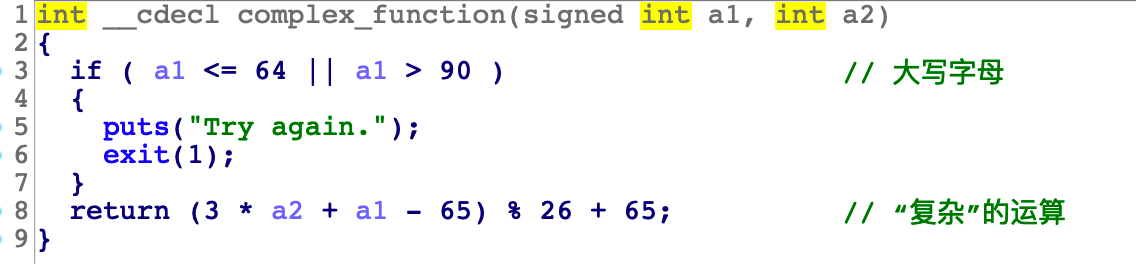 1 int __cdecl complex_function(signed int a1, int a2)
2 {
3   if ( a1 <= 64 || a1 > 90 )                     // 大写字母
4   {
5     puts("Try again.");
6     exit(1);
7   }
8   return (3 * a2 + a1 - 65) % 26 + 65;           // “复杂”的运算
9 }